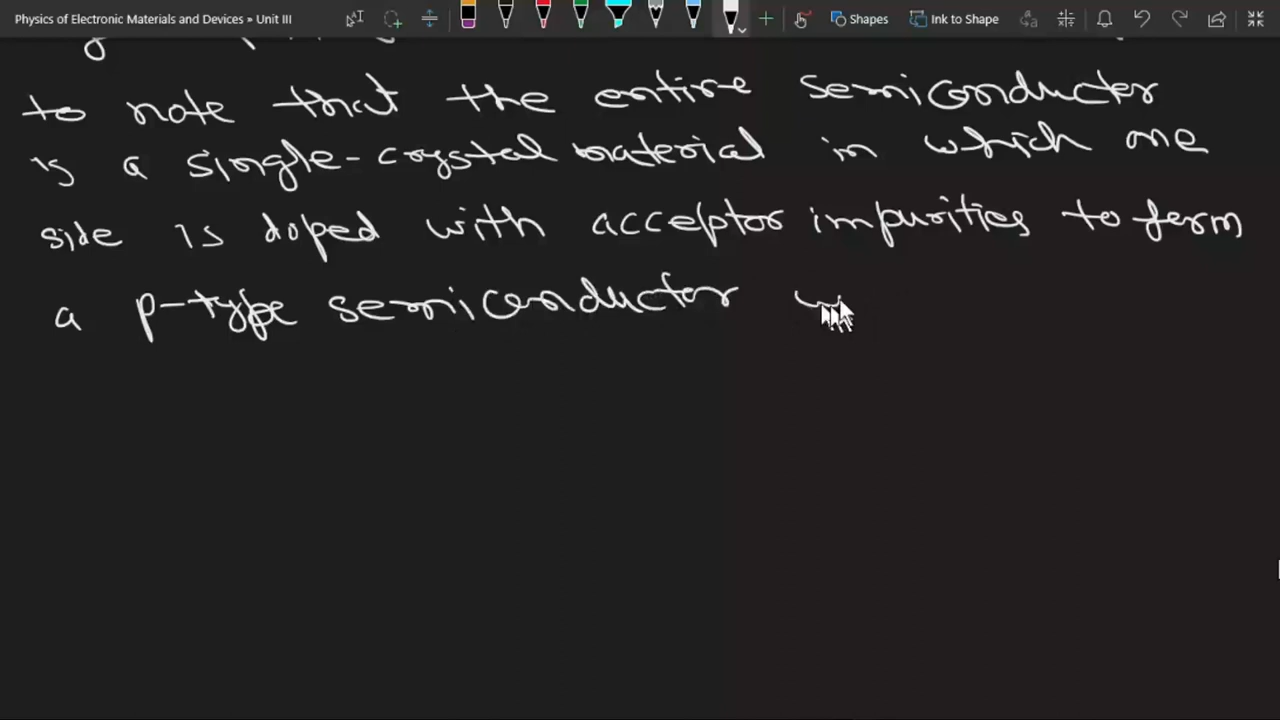 Physics of Electronic Materials and Devices » Unit III
Shapes
Ink to Shape
to note that the entire semiconductor
is a single-crystal material in which one
side is doped with acceptor impurities to form
a p-type semiconductor